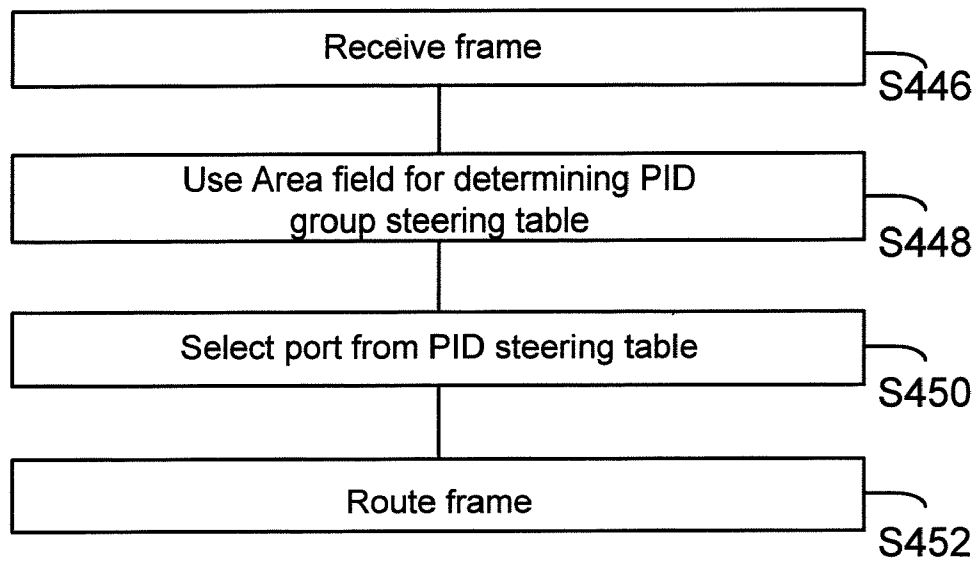 Receive frame
S446
Use Area field for determining PID
group steering table
S448
Select port from PID steering table
S450
Route frame
S452